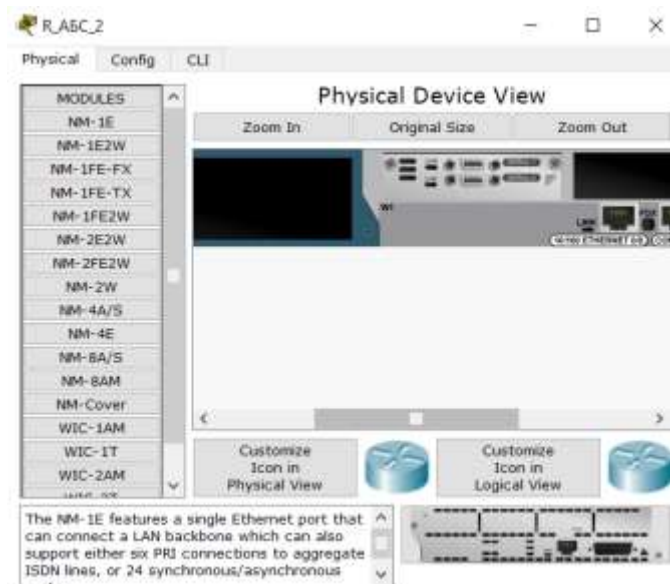 R_АБС_2
Physical Config CLI
MODULES
NM-1E
NM-1E2W
NM-1FE-FX
NM-1FE-TX
NM-1FE2W
NM-2E2W
NM-2FE2W
NM-2W
NM-4A/S
NM-4E
NM-8A/S
NM-8AM
NM-Cover
WIC-1AM
WIC-1T
WIC-2AM
Physical Device View
Zoom In Original Size Zoom Out
Customize
Icon in
Physical View
Customize
Icon in
Logical View
The NM-1E features a single Ethernet port that
can connect a LAN backbone which can also
support either six PRI connections to aggregate
ISDN lines, or 24 synchronous/asynchronous